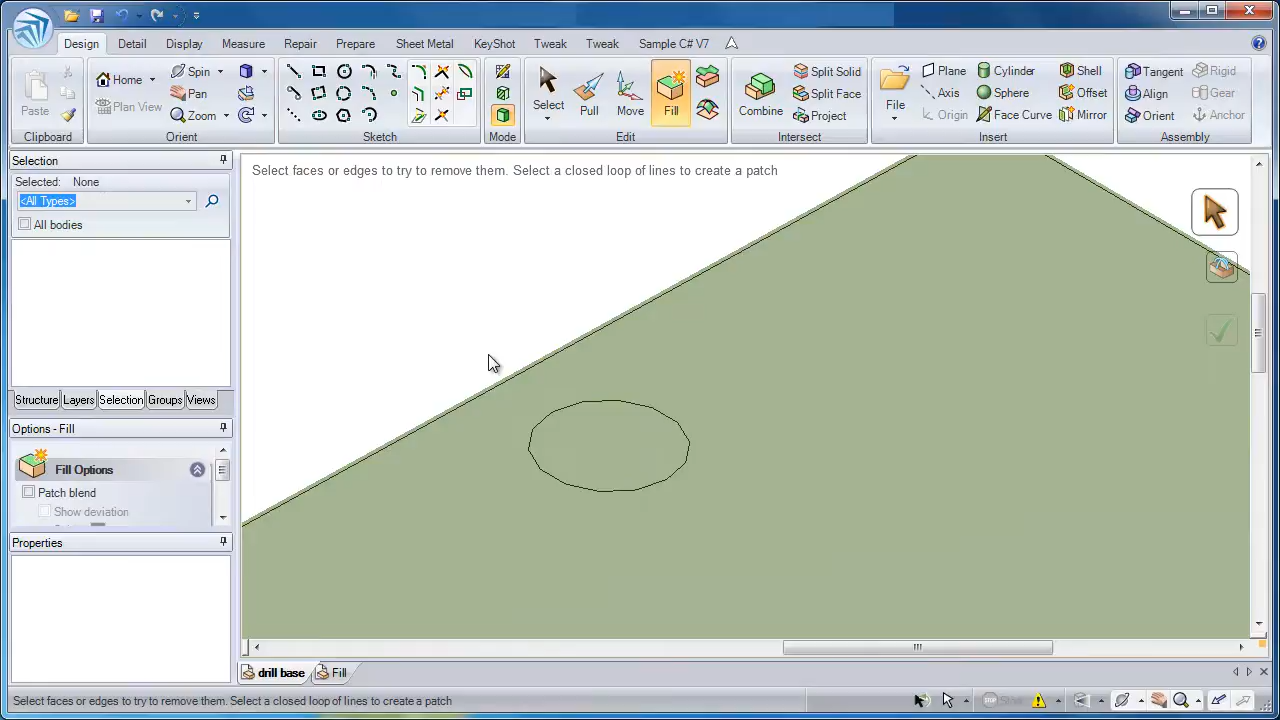 Design Detail Display Measure Repair Prepare Sheet Metal KeyShot Tweak Tweak Sample C# V7
Paste
Clipboard
Home Spin
Plan View Pan
Zoom
Orient
Sketch
Mode
Select Pull Move Fill
Edit
Combine
Split Solid
Split Face
Project
Intersect
File
Plane Cylinder Shell
Axis Sphere Offset
Origin Face Curve Mirror
Insert
Tangent Rigid
Align Gear
Orient Anchor
Assembly
Selection
Selected: None
<All Types>
All bodies
Structure Layers Selection Groups Views
Options - Fill
Fill Options
Patch blend
Show deviation
Properties
Select faces or edges to try to remove them. Select a closed loop of lines to create a patch
drill base Fill
Select faces or edges to try to remove them. Select a closed loop of lines to create a patch
STOP